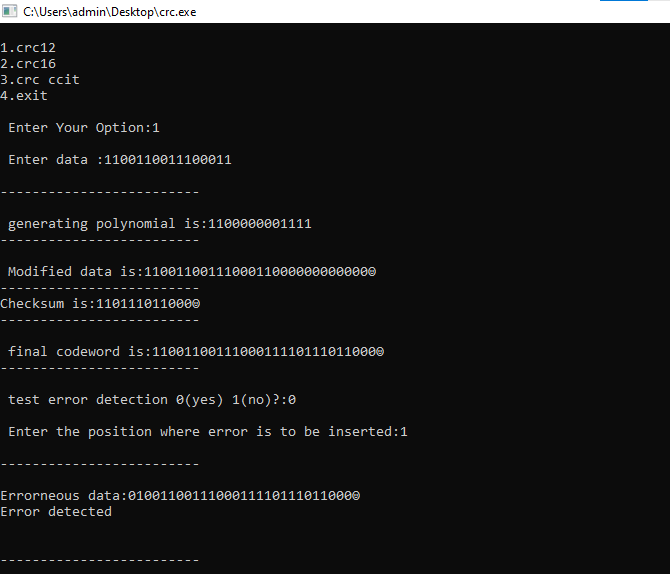 C:\Users\admin\Desktop\crc.exe
1.crc12
2.crc16
3.crc ccit
4.exit
Enter Your Option:1
Enter data :1100110011100011
-------------------------
generating polynomial is:1100000001111
-------------------------
Modified data is:1100110011100011000000000000☺
-------------------------
Checksum is:110111011000☺
-------------------------
final codeword is:1100110011100011110111011000☺
-------------------------
test error detection 0(yes) 1(no)?:0
Enter the position where error is to be inserted:1
-------------------------
Errorneous data:0100110011100011110111011000☺
Error detected
-------------------------